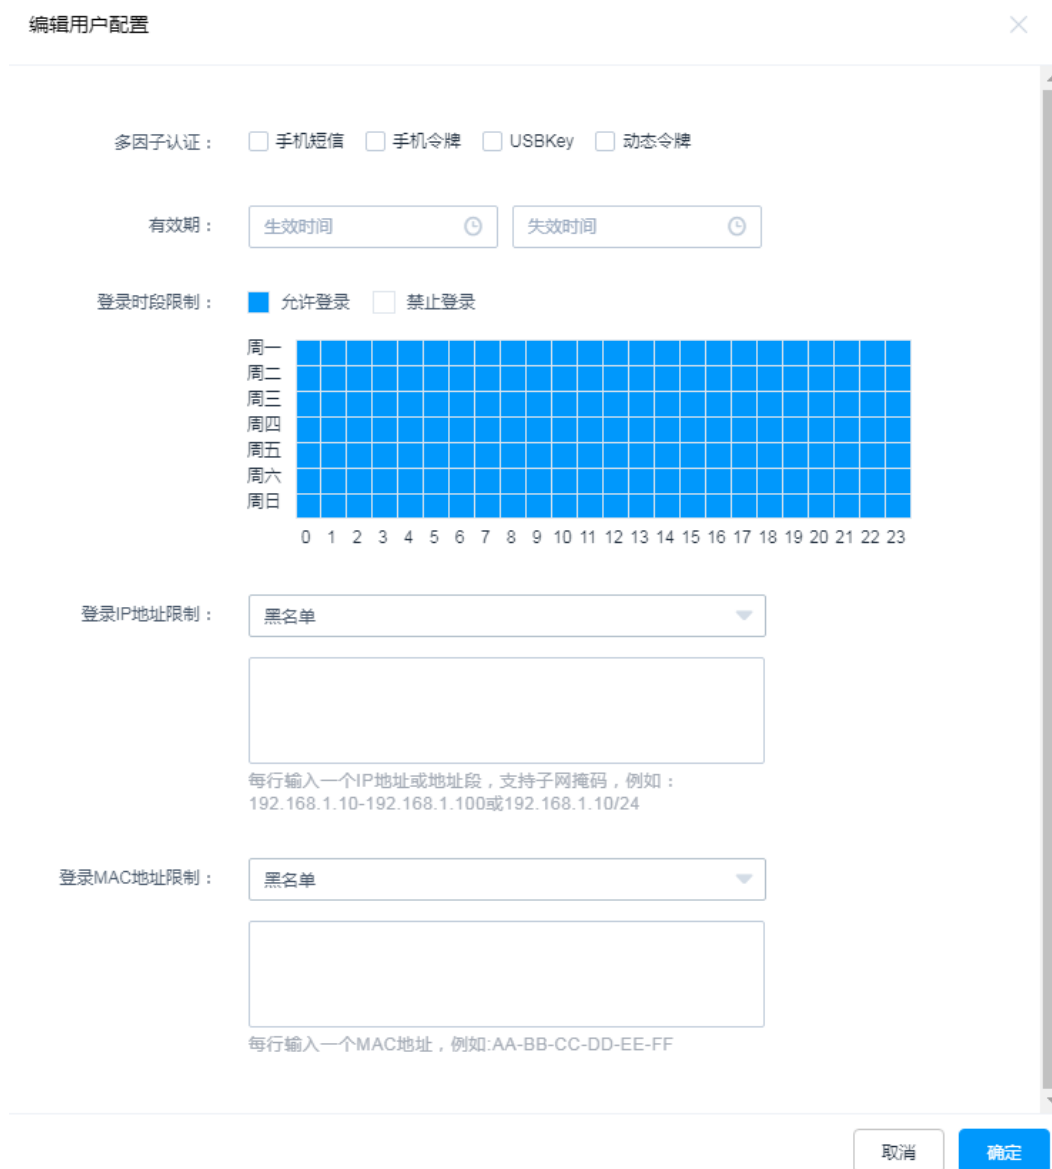 编辑用户配置
多因子认证： 手机短信 手机令牌 USBKey 动态令牌
有效期： 生效时间 失效时间
登录时段限制： 允许登录 禁止登录
周一
周二
周三
周四
周五
周六
周日
0 1 2 3 4 5 6 7 8 9 10 11 12 13 14 15 16 17 18 19 20 21 22 23
登录IP地址限制： 黑名单
每行输入一个IP地址或地址段，支持子网掩码，例如：
192.168.1.10-192.168.1.100或192.168.1.10/24
登录MAC地址限制： 黑名单
每行输入一个MAC地址，例如:AA-BB-CC-DD-EE-FF
取消 确定